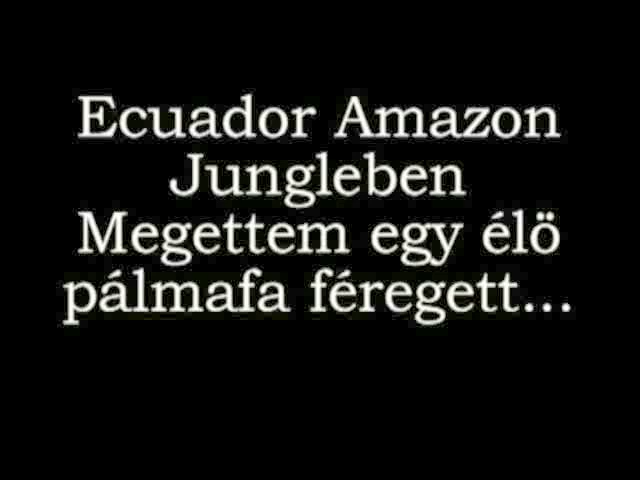 Ecuador Amazon
Jungleben
Megettem egy élö
pálmafa féregett...